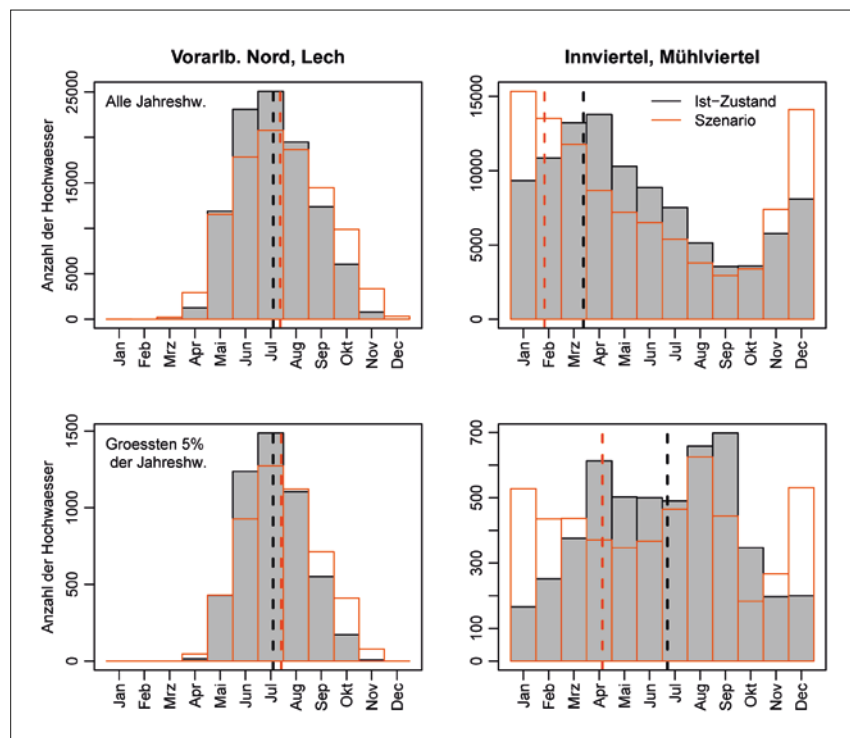 Vorarlb. Nord, Lech
Innviertel, Mühlviertel
Anzahl der Hochwaesser
0 5000 15000 25000
Alle Jahreshw.
Jan Feb Mrz Apr Mai Jun Jul Aug Sep Okt Nov Dec
0 5000 10000 15000
Ist−Zustand
Szenario
Jan Feb Mrz Apr Mai Jun Jul Aug Sep Okt Nov Dec
Anzahl der Hochwaesser
0 500 1000 1500
Groessten 5%
der Jahreshw.
Jan Feb Mrz Apr Mai Jun Jul Aug Sep Okt Nov Dec
0 100 300 500 700
Jan Feb Mrz Apr Mai Jun Jul Aug Sep Okt Nov Dec